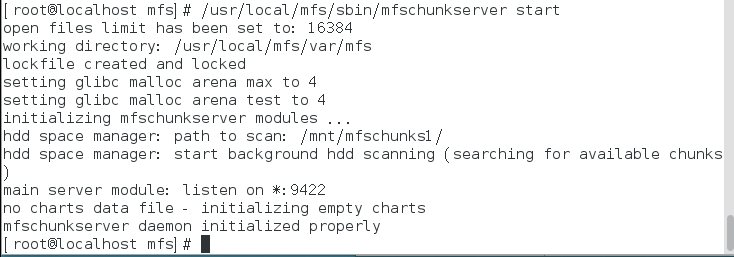 [root@localhost mfs]# /usr/local/mfs/sbin/mfschunkserver start
open files limit has been set to: 16384
working directory: /usr/local/mfs/var/mfs
lockfile created and locked
setting glibc malloc arena max to 4
setting glibc malloc arena test to 4
initializing mfschunkserver modules ...
hdd space manager: path to scan: /mnt/mfschunks1/
hdd space manager: start background hdd scanning (searching for available chunks
)
main server module: listen on *:9422
no charts data file - initializing empty charts
mfschunkserver daemon initialized properly
[root@localhost mfs]#